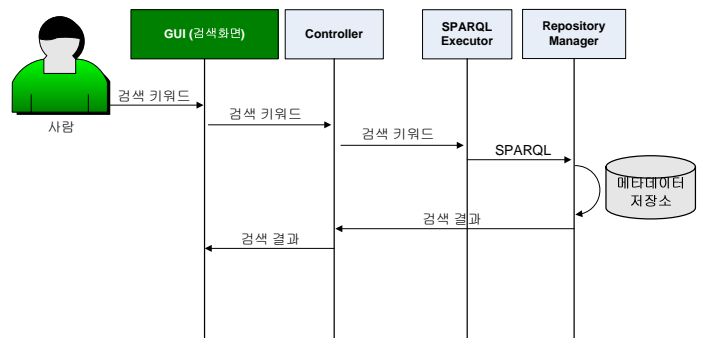 GUI (검색화면)
Controller
SPARQL
Executor
Repository
Manager
검색 키워드
사람
검색 키워드
검색 키워드
SPARQL
메타데이터
저장소
검색 결과
검색 결과